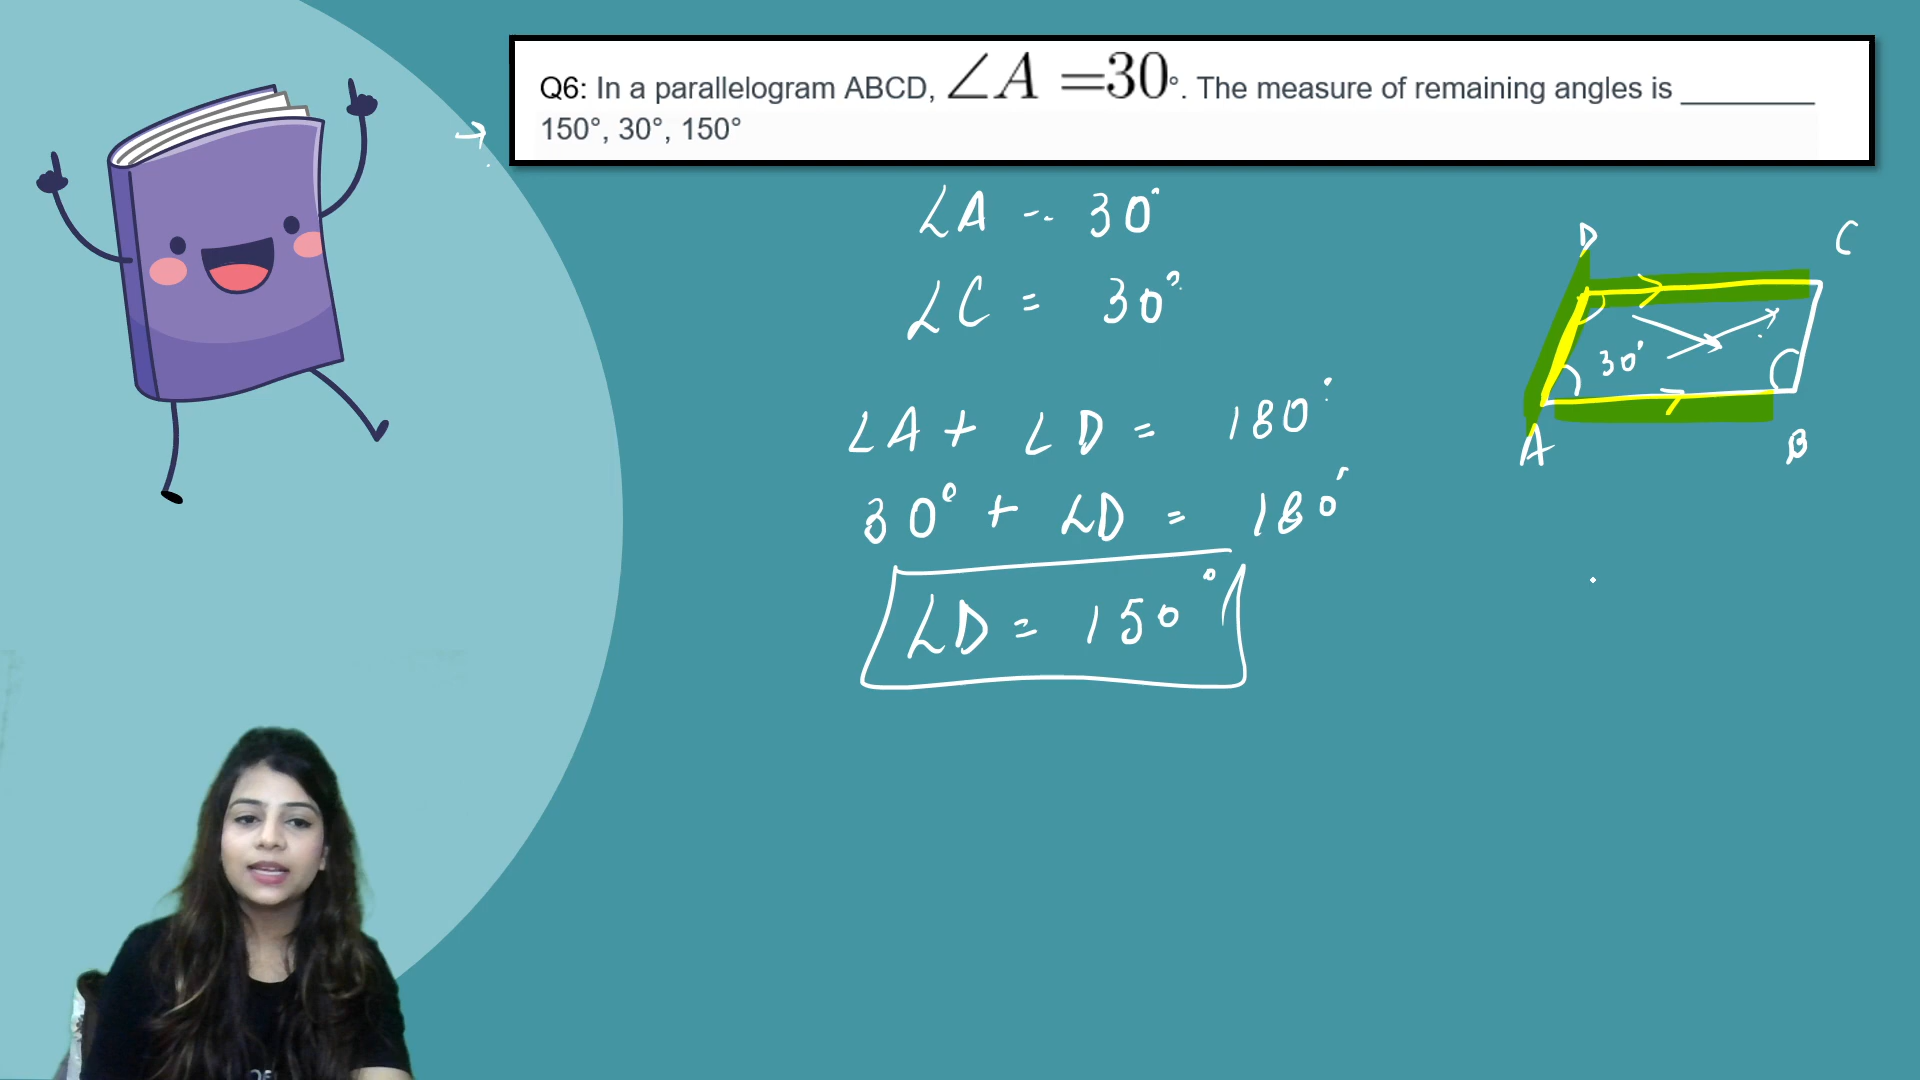 Q6: In a parallelogram ABCD, ∠A =30°. The measure of remaining angles is ________
150°, 30°, 150°
∠A = 30°
∠C = 30°
∠A + ∠D = 180°
30° + ∠D = 180°
∠D = 150°
D C
30°
A B